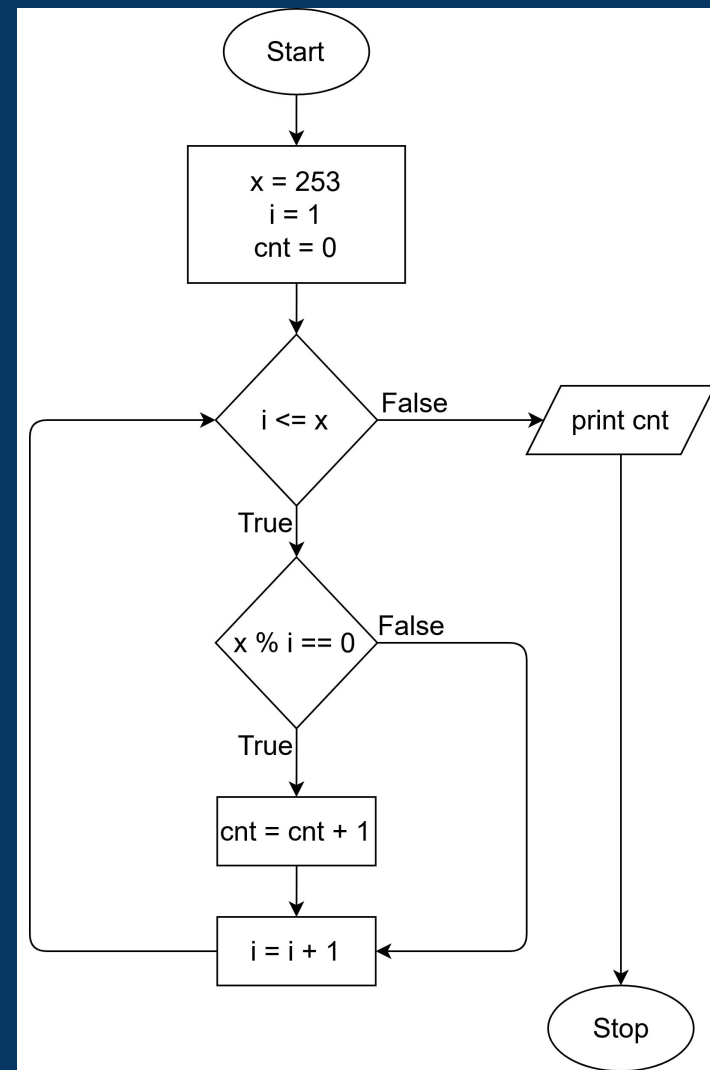 Start
x = 253
i = 1
cnt = 0
i <= x
False
print cnt
True
x % i == 0
False
True
cnt = cnt + 1
i = i + 1
Stop